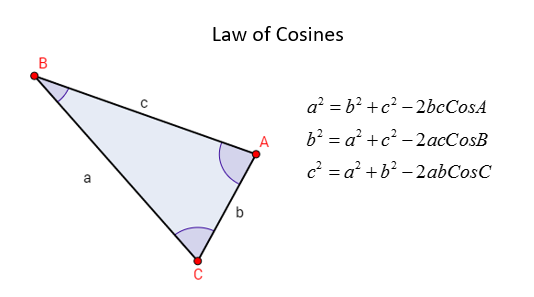 Law of Cosines
B
c
a² = b² + c² – 2bcCosA
A
b² = a² + c² – 2acCosB
c² = a² + b² – 2abCosC
a
b
C